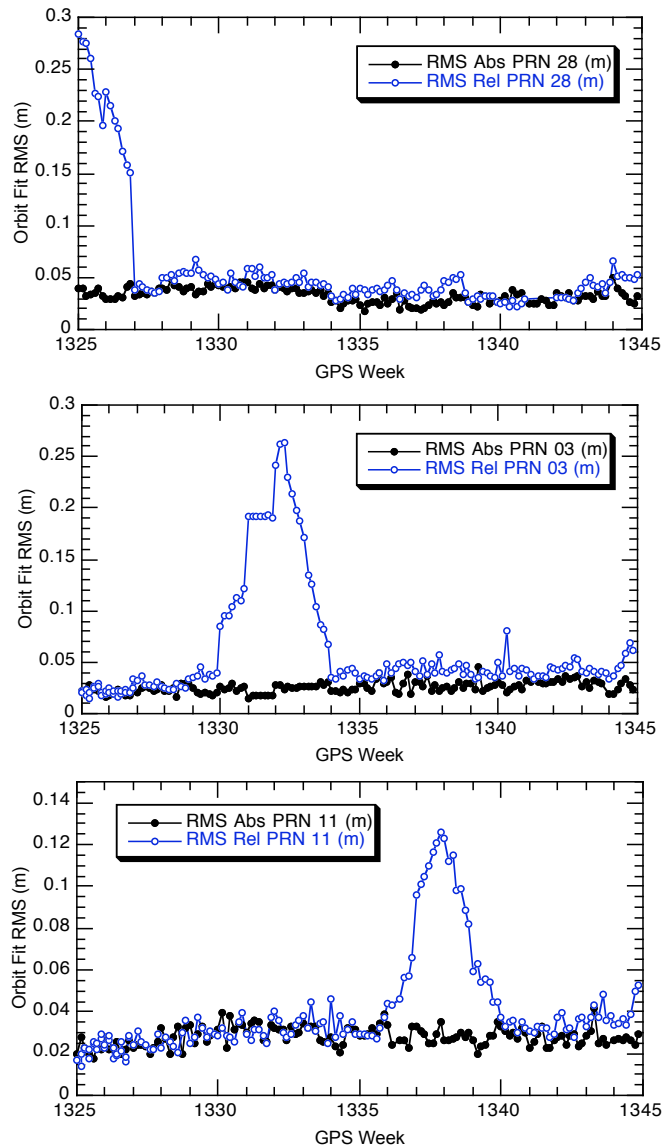 0.3
0.25
0.2
0.15
0.1
0.05
0
Orbit Fit RMS (m)
RMS Abs PRN 28 (m)
RMS Rel PRN 28 (m)
1325 1330 1335 1340 1345
GPS Week
0.3
0.25
0.2
0.15
0.1
0.05
0
Orbit Fit RMS (m)
RMS Abs PRN 03 (m)
RMS Rel PRN 03 (m)
1325 1330 1335 1340 1345
GPS Week
0.14
0.12
0.1
0.08
0.06
0.04
0.02
0
Orbit Fit RMS (m)
RMS Abs PRN 11 (m)
RMS Rel PRN 11 (m)
1325 1330 1335 1340 1345
GPS Week